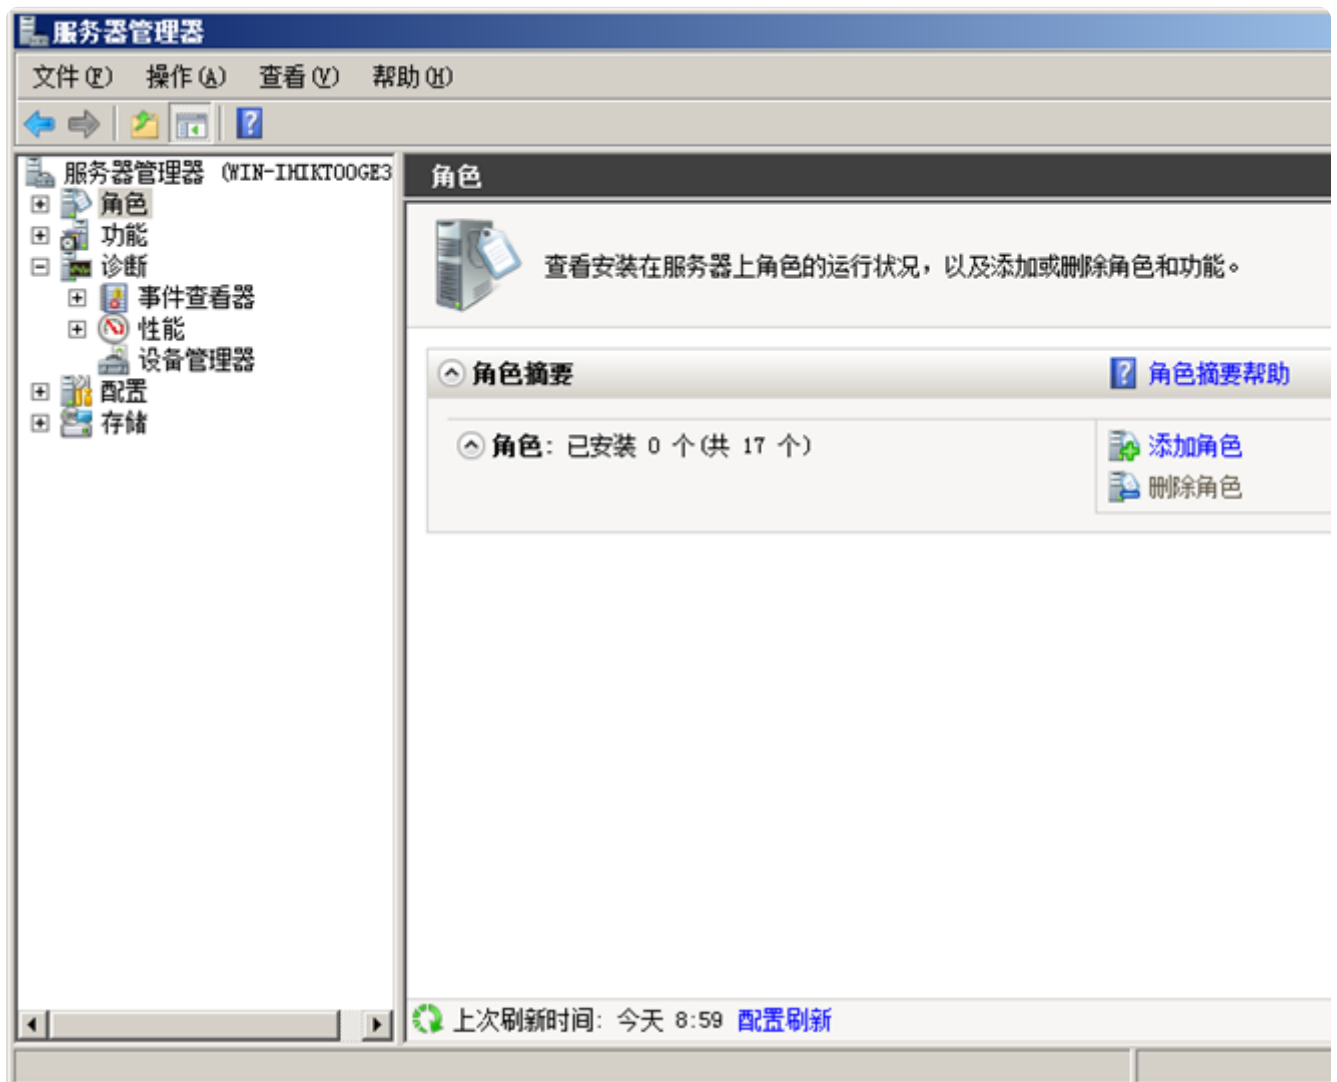 服务器管理器
文件(F) 操作(A) 查看(V) 帮助(H)
服务器管理器 (WIN-IHIKTOOGE3
角色
功能
诊断
事件查看器
性能
设备管理器
配置
存储
角色
查看安装在服务器上角色的运行状况，以及添加或删除角色和功能。
角色摘要
角色摘要帮助
角色: 已安装 0 个(共 17 个)
添加角色
删除角色
上次刷新时间: 今天 8:59 配置刷新